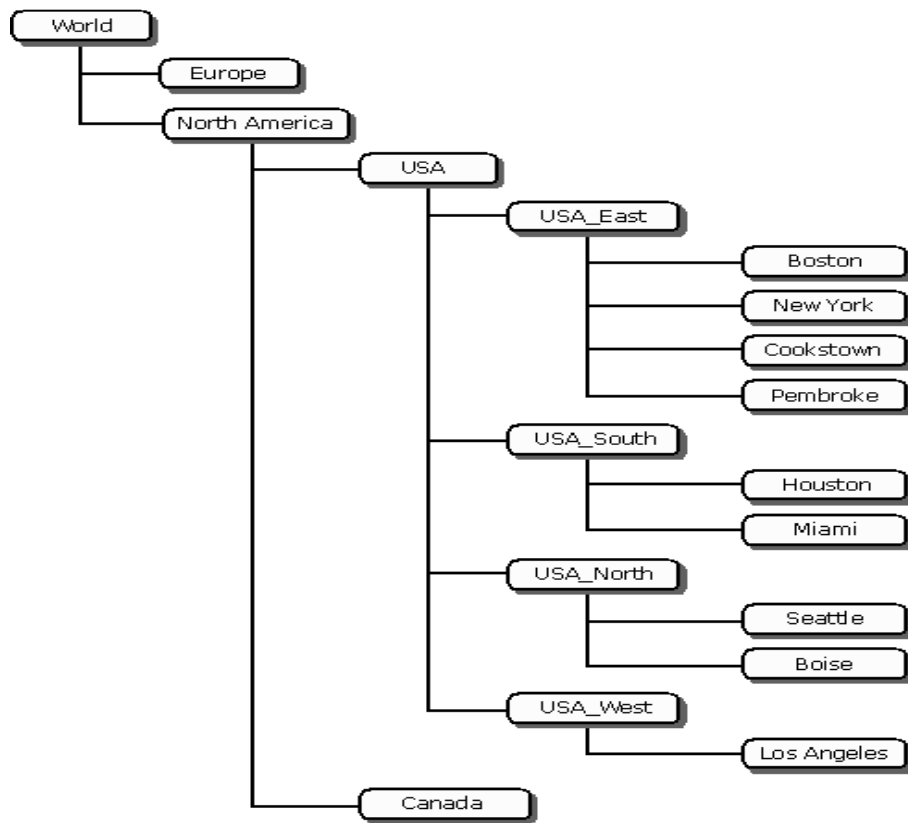 World
Europe
North America
USA
USA_East
Boston
New York
Cookstown
Pembroke
USA_South
Houston
Miami
USA_North
Seattle
Boise
USA_West
Los Angeles
Canada